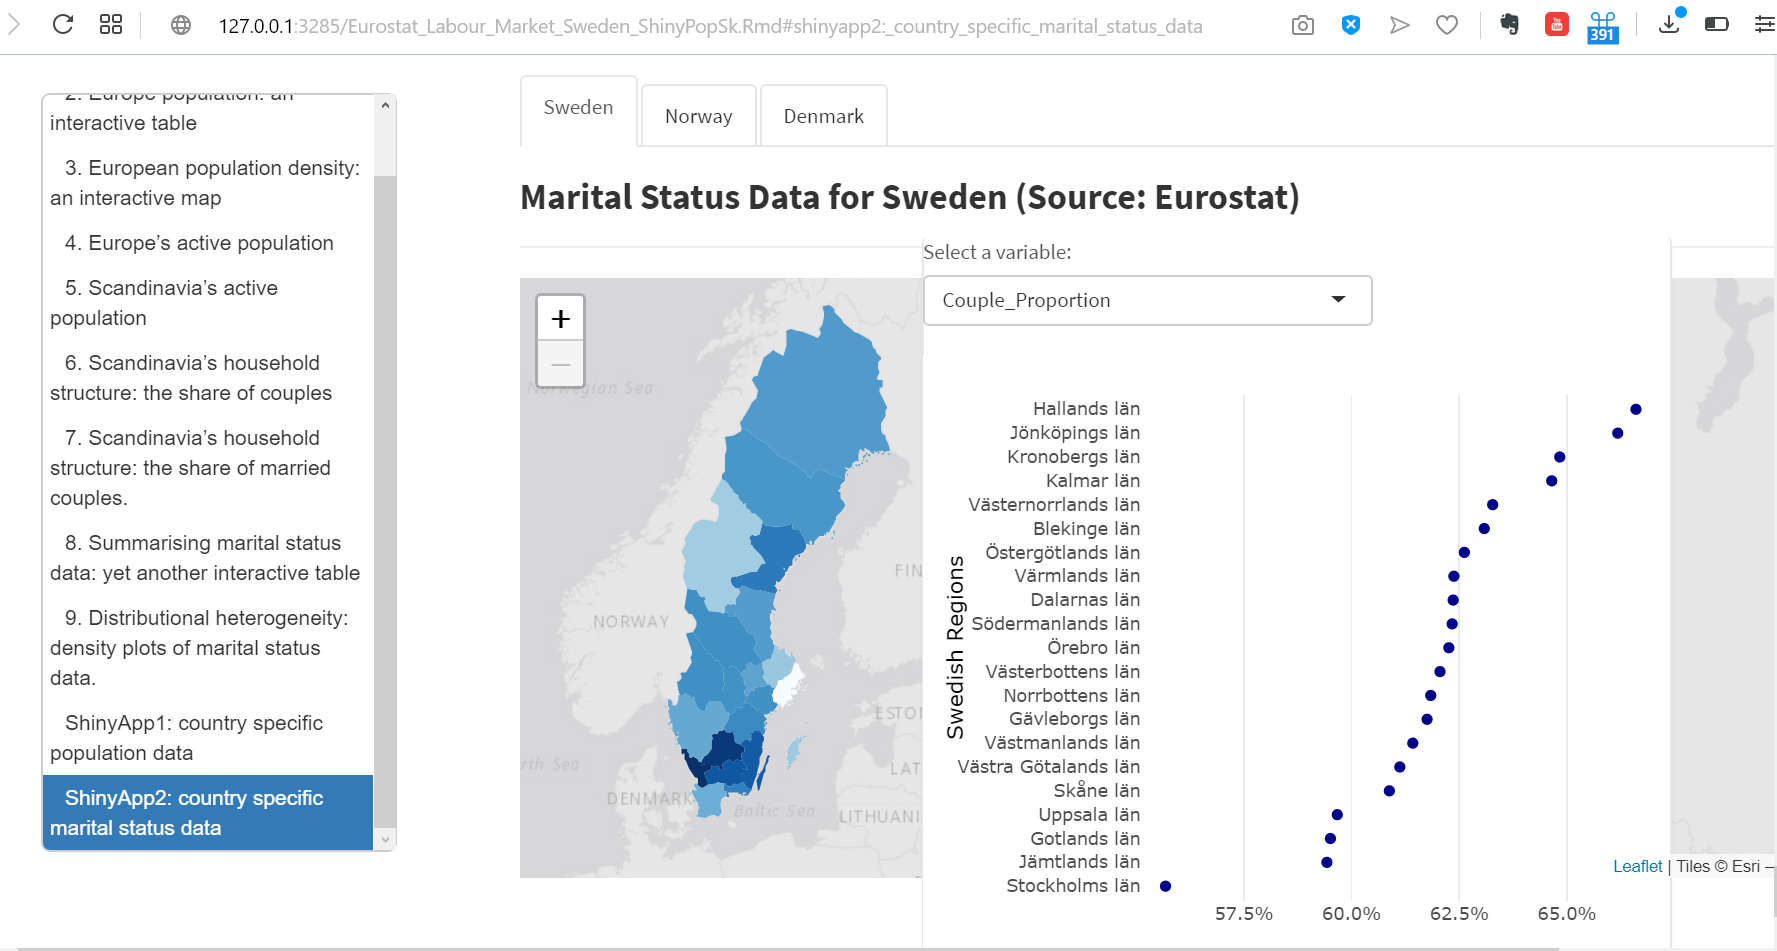 127.0.0.1:3285/Eurostat_Labour_Market_Sweden_ShinyPopSk.Rmd#shinyapp2:_country_specific_marital_status_data
391
2. Europe population: an
interactive table
3. European population density:
an interactive map
4. Europe’s active population
5. Scandinavia’s active
population
6. Scandinavia’s household
structure: the share of couples
7. Scandinavia’s household
structure: the share of married
couples.
8. Summarising marital status
data: yet another interactive table
9. Distributional heterogeneity:
density plots of marital status
data.
ShinyApp1: country specific
population data
ShinyApp2: country specific
marital status data
Sweden
Norway
Denmark
Marital Status Data for Sweden (Source: Eurostat)
Select a variable:
Couple_Proportion
+
−
Norwegian Sea
FIN
NORWAY
ESTO
rth Sea
LAT
DENMARK
Baltic Sea
LITHUANI
Swedish Regions
Hallands län
Jönköpings län
Kronobergs län
Kalmar län
Västernorrlands län
Blekinge län
Östergötlands län
Värmlands län
Dalarnas län
Södermanlands län
Örebro län
Västerbottens län
Norrbottens län
Gävleborgs län
Västmanlands län
Västra Götalands län
Skåne län
Uppsala län
Gotlands län
Jämtlands län
Stockholms län
57.5% 60.0% 62.5% 65.0%
Leaflet | Tiles © Esri –